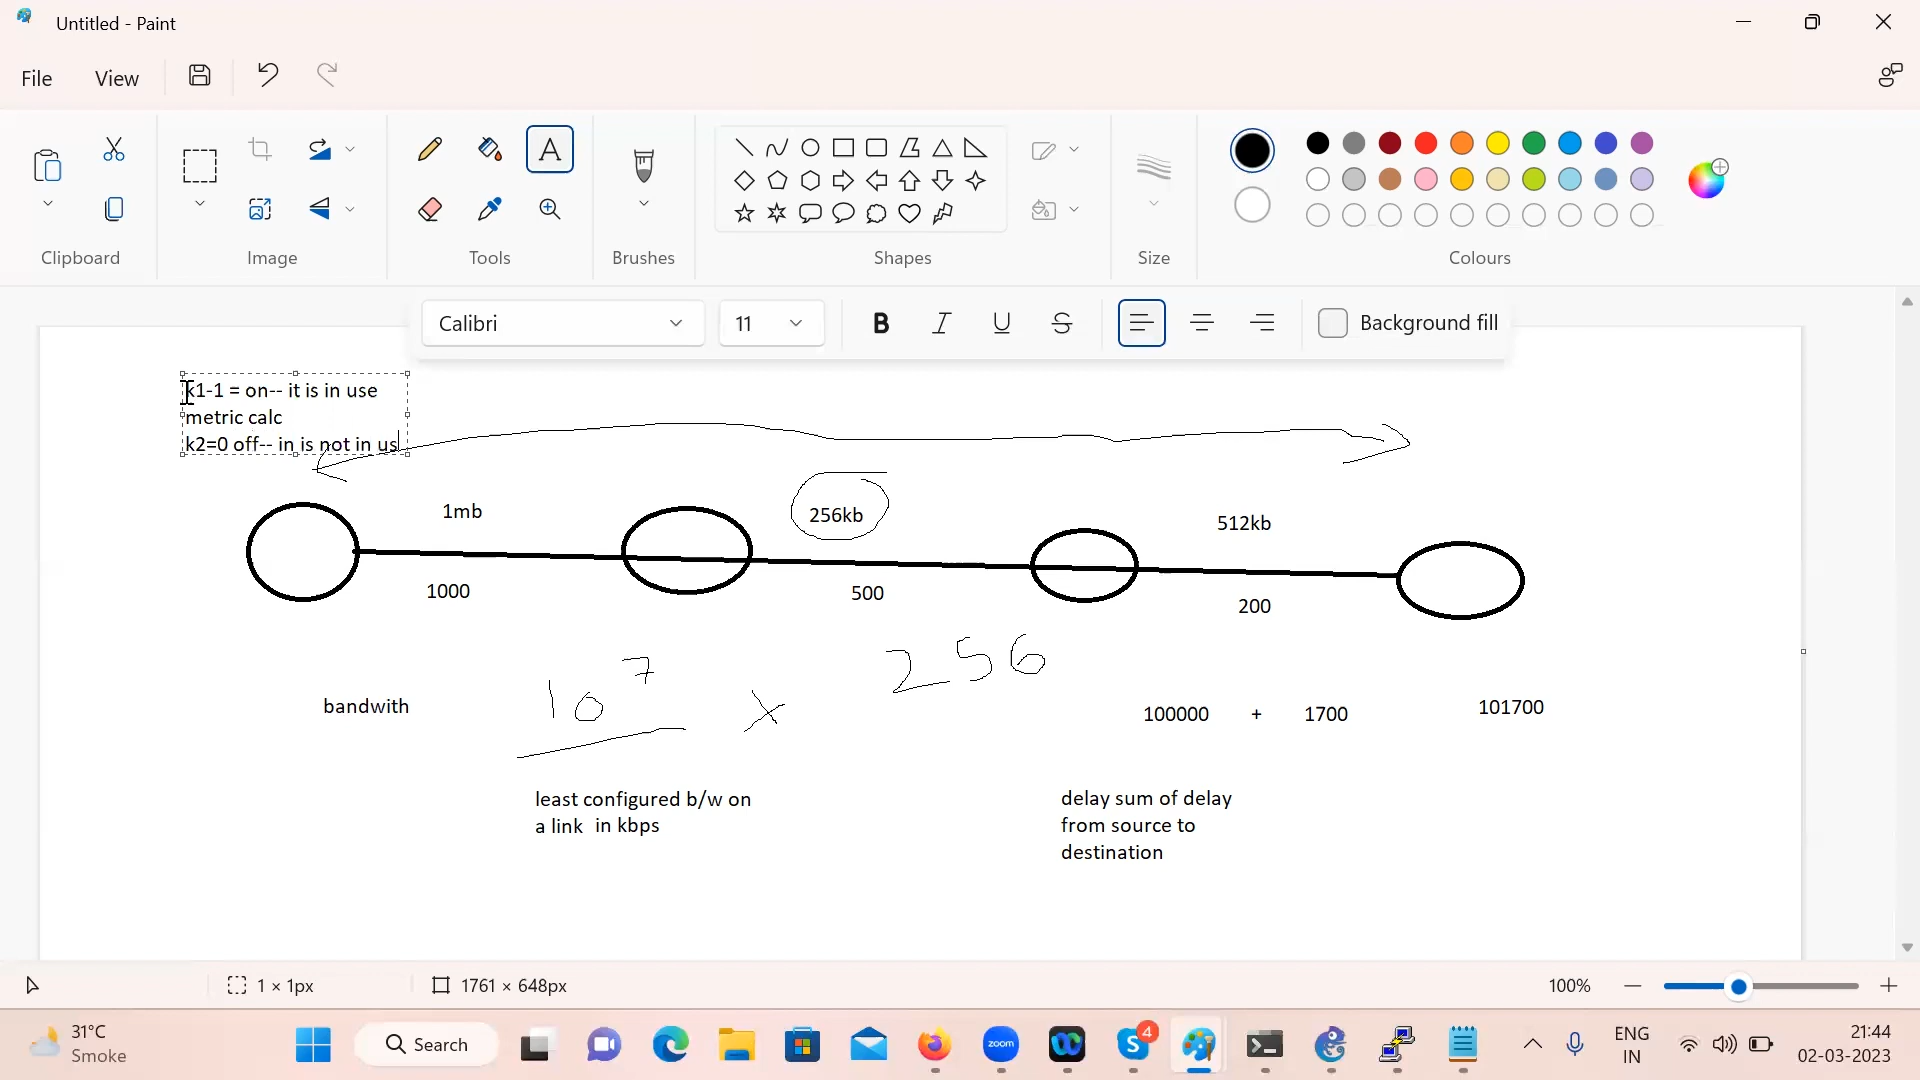 Untitled - Paint
File View
Clipboard
Image
Tools
Brushes
Shapes
Size
Colours
Calibri
11
B
I
U
S
Background fill
k1-1 = on-- it is in use
metric calc
k2=0 off-- in is not in us
1mb
256kb
512kb
1000
500
200
bandwith
10^7 x 256
100000 + 1700
101700
least configured b/w on
a link in kbps
delay sum of delay
from source to
destination
1 × 1px
1761 × 648px
100%
31°C
Smoke
Search
zoom
4
ENG
IN
21:44
02-03-2023